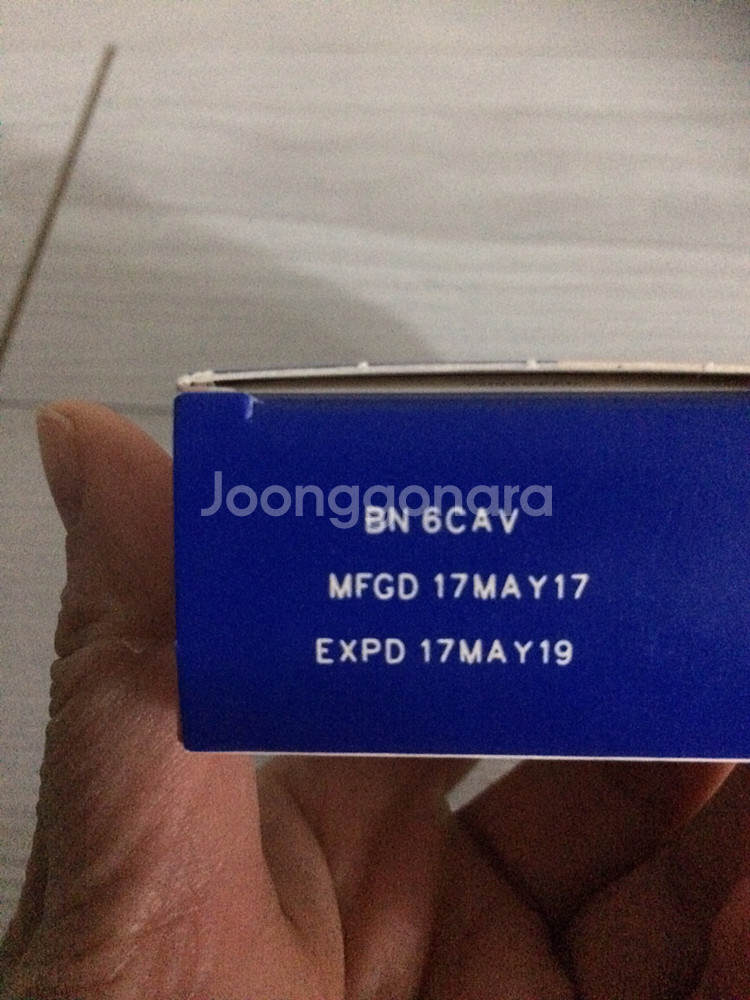 Joonggonara
BN 6CAV
MFGD 17MAY17
EXPD 17MAY19